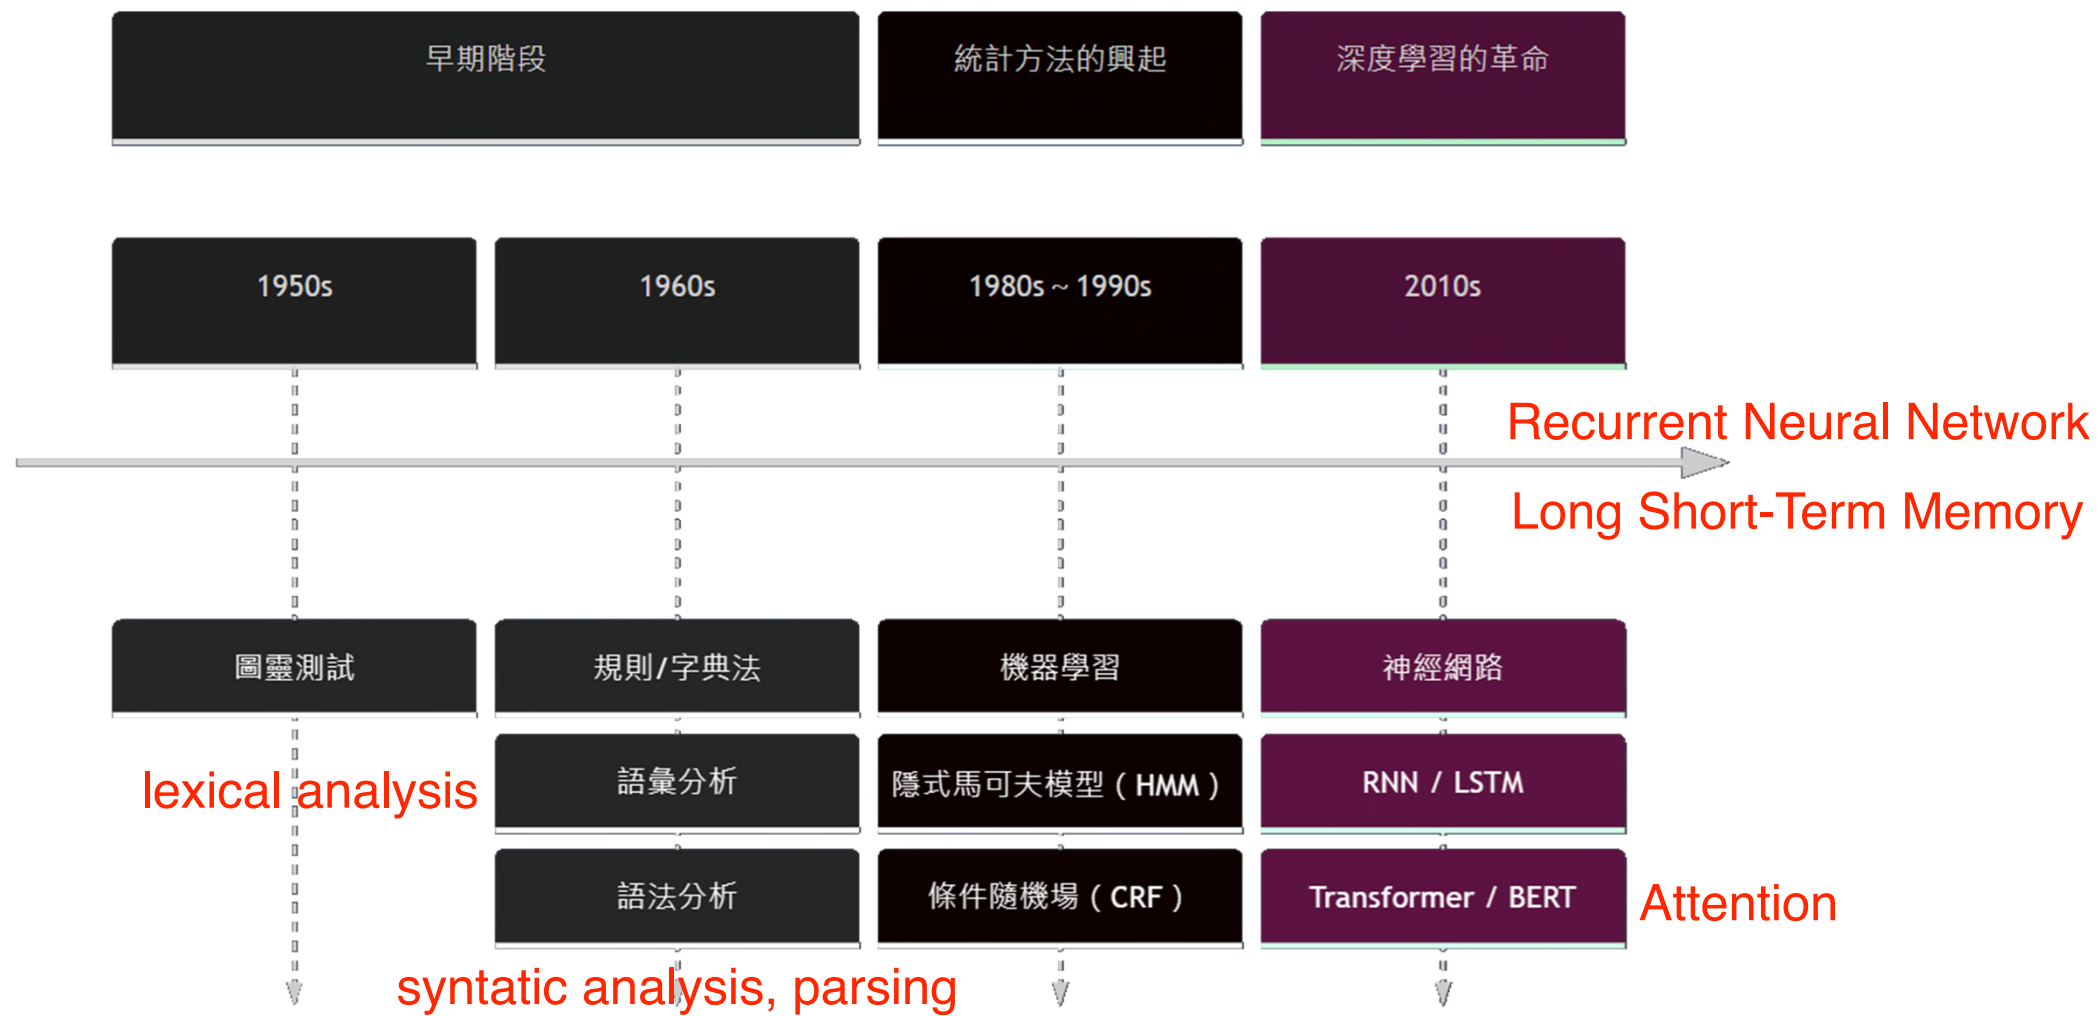 早期階段
統計方法的興起
深度學習的革命
1950s
1960s
1980s ~ 1990s
2010s
Recurrent Neural Network
Long Short-Term Memory
圖靈測試
規則/字典法
機器學習
神經網路
lexical analysis
語彙分析
隱式馬可夫模型 ( HMM )
RNN / LSTM
語法分析
條件隨機場 ( CRF )
Transformer / BERT
Attention
syntatic analysis, parsing